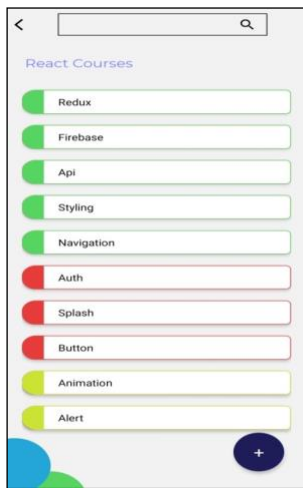 React Courses
Redux
Firebase
Api
Styling
Navigation
Auth
Splash
Button
Animation
Alert
+